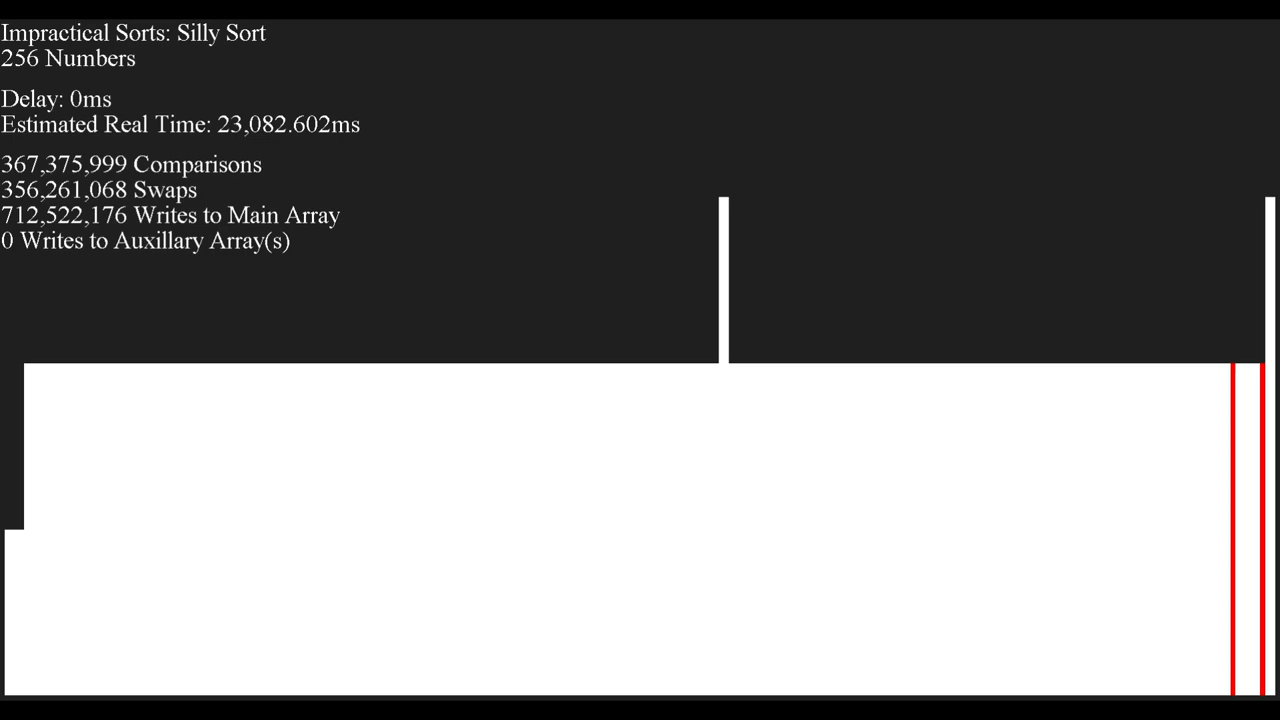 Impractical Sorts: Silly Sort
256 Numbers
Delay: 0ms
Estimated Real Time: 23,082.602ms
367,375,999 Comparisons
356,261,068 Swaps
712,522,176 Writes to Main Array
0 Writes to Auxillary Array(s)